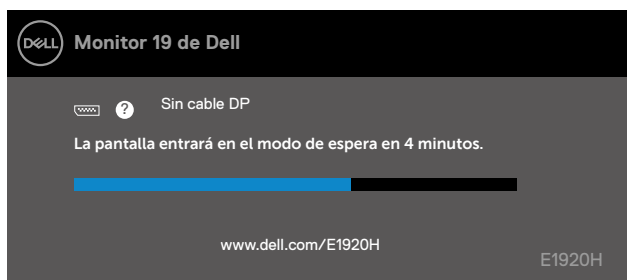 DELL
Monitor 19 de Dell
? Sin cable DP
La pantalla entrará en el modo de espera en 4 minutos.
www.dell.com/E1920H
E1920H